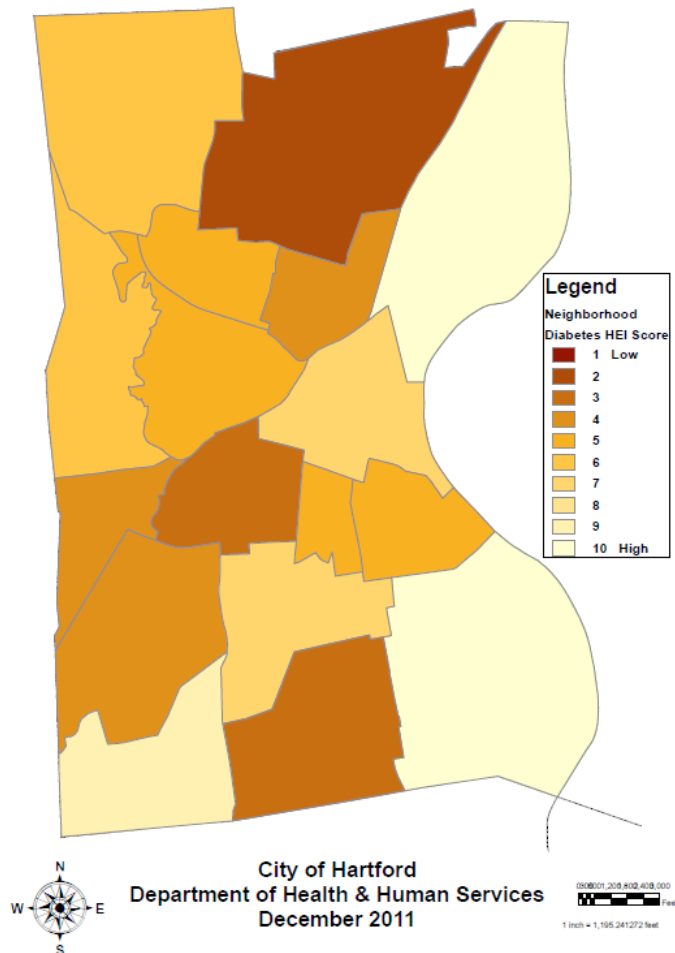 Legend
Neighborhood
Diabetes HEI Score
1 Low
2
3
4
5
6
7
8
9
10 High
N
W E
S
City of Hartford
Department of Health & Human Services
December 2011
Feet
1 inch = 1,195.241272 feet